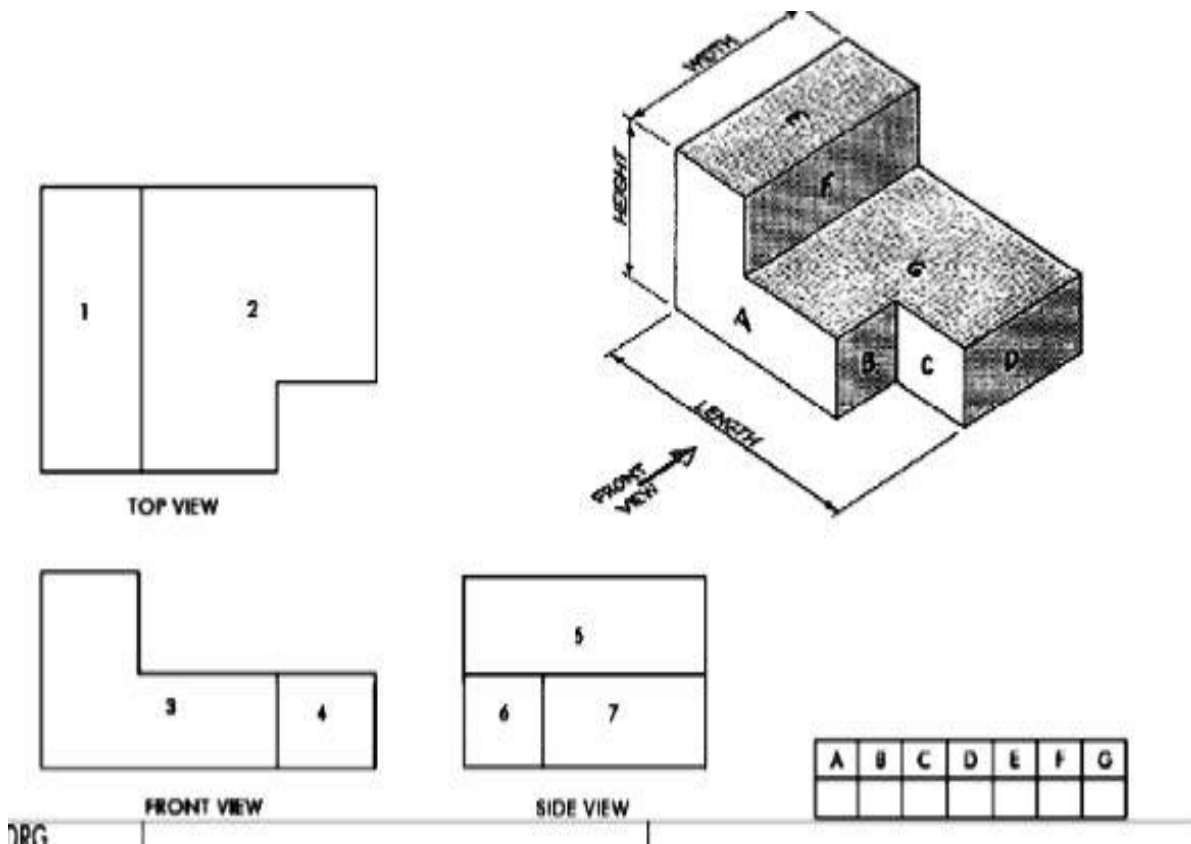 WIDTH
HEIGHT
E
F
G
A
B
C
D
LENGTH
FRONT
VIEW
1
2
TOP VIEW
3
4
FRONT VIEW
5
6
7
SIDE VIEW
A B C D E F G